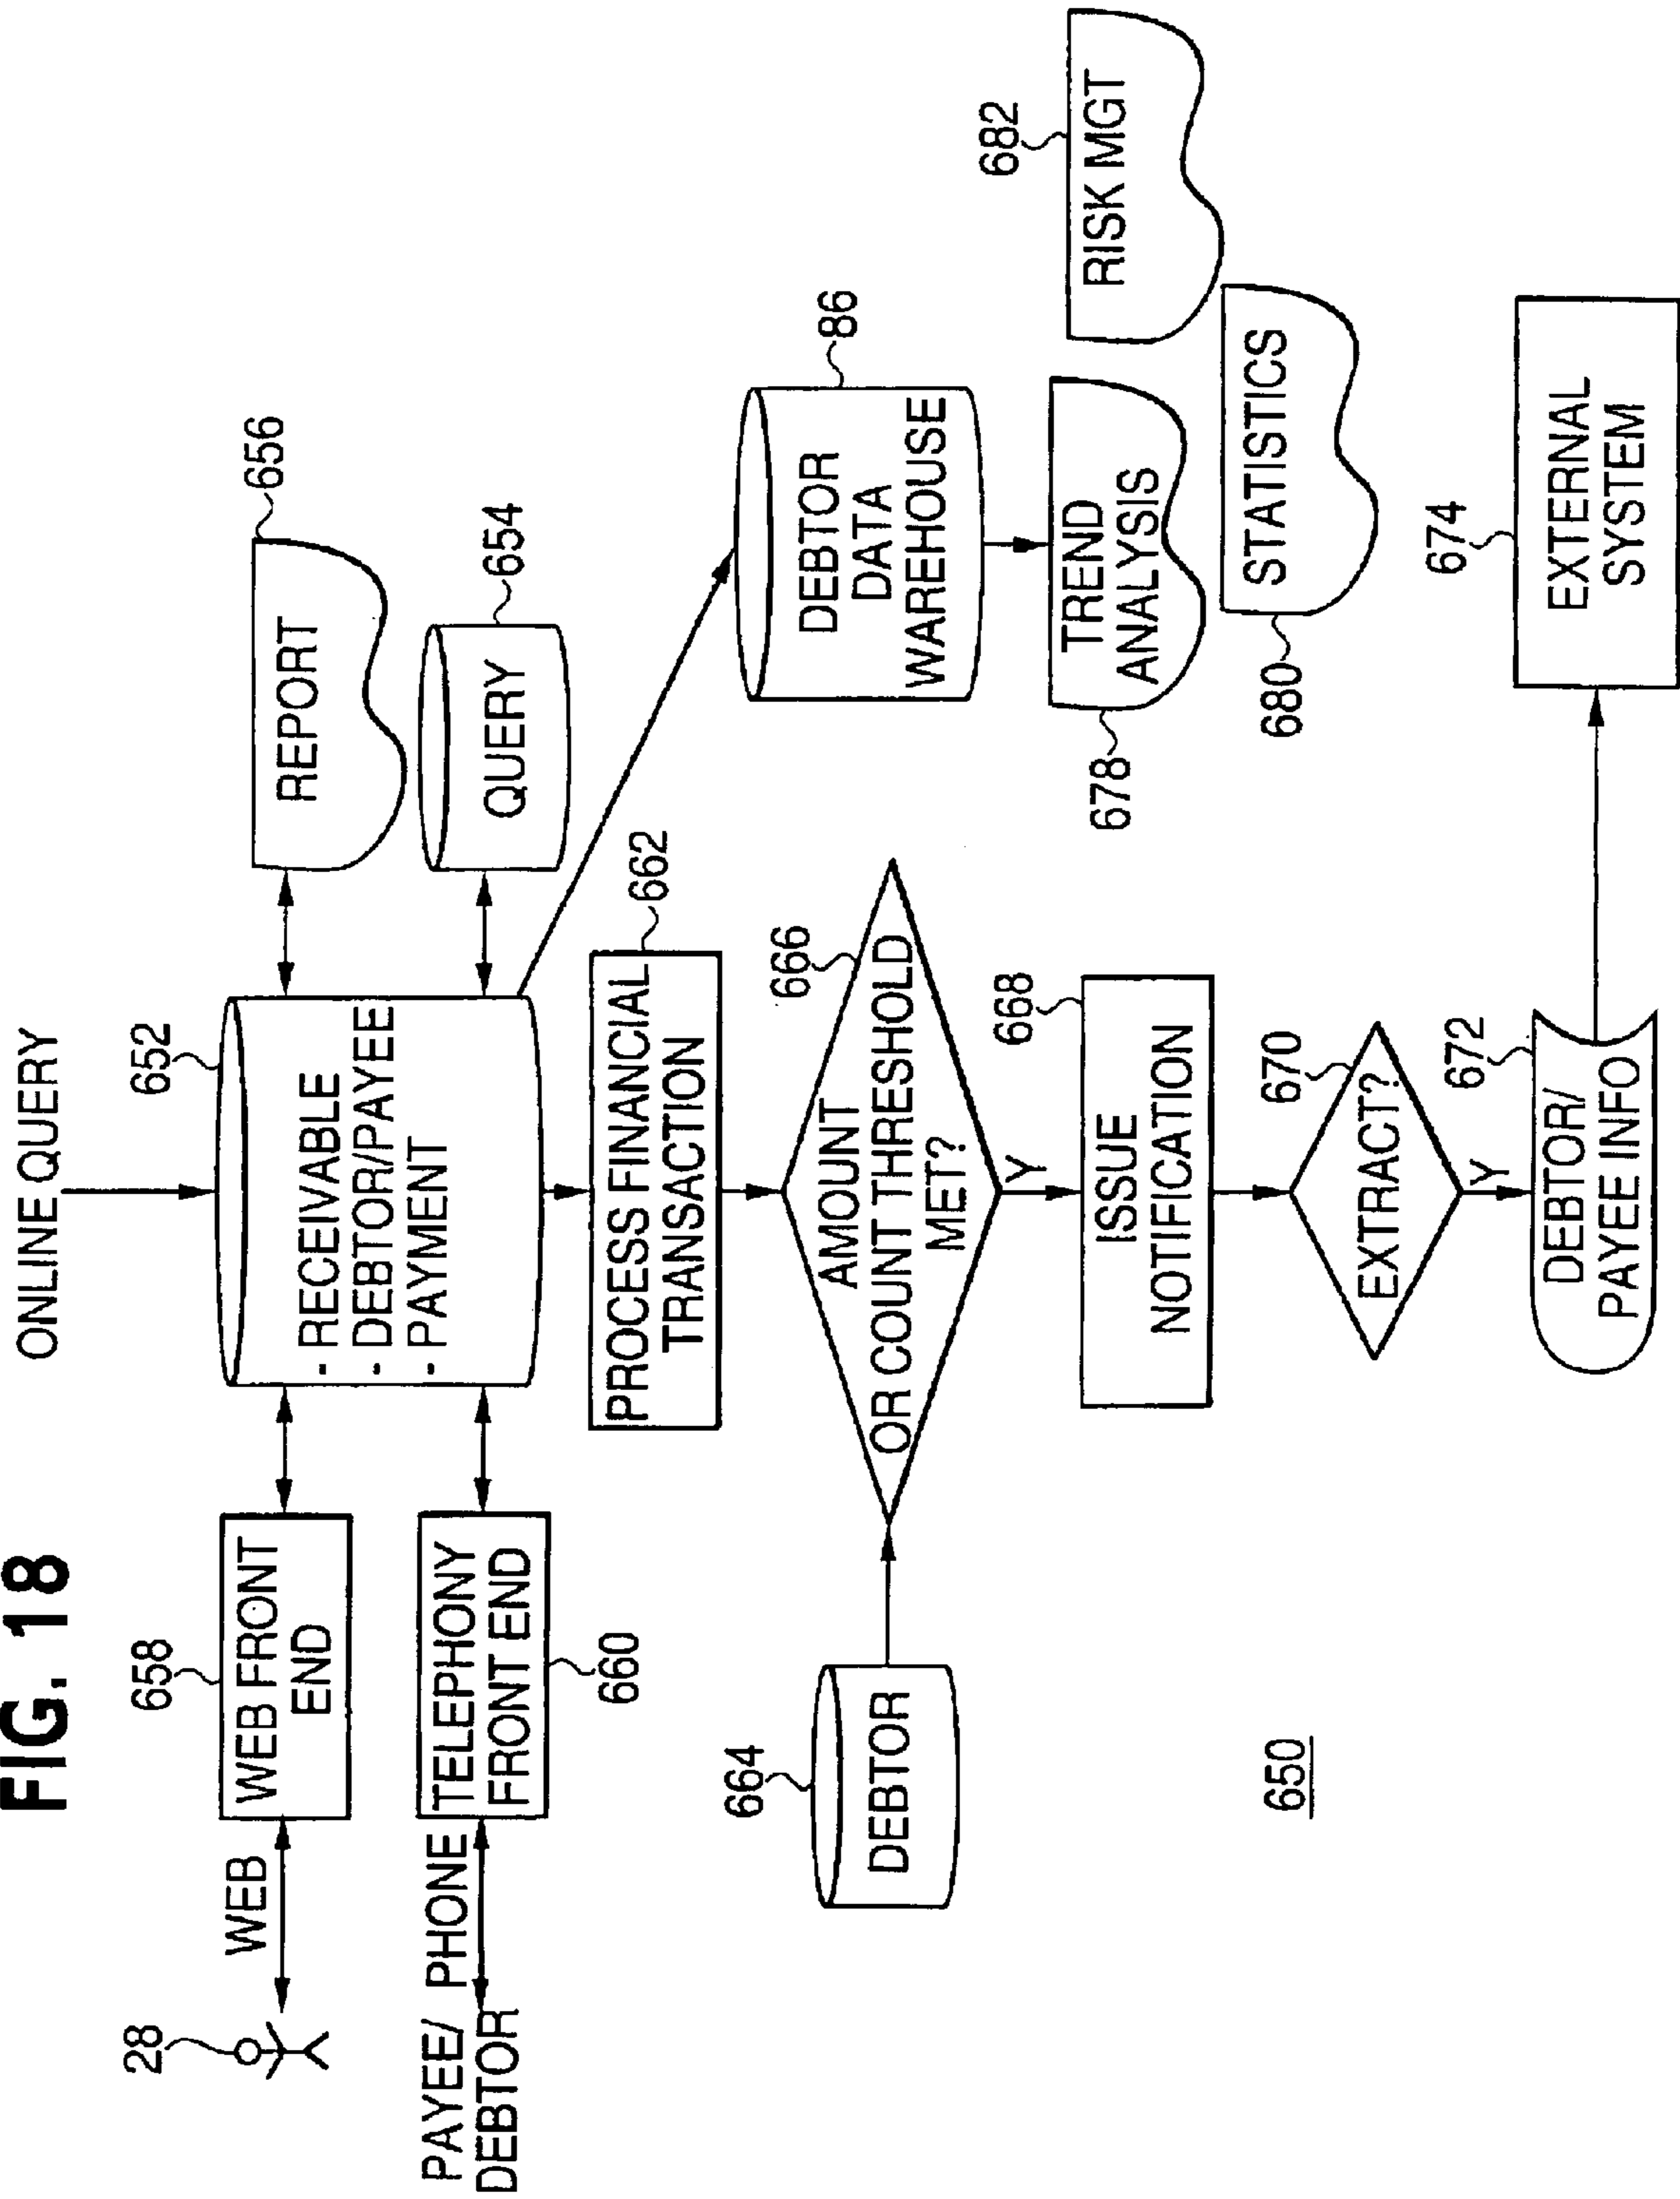 FIG. 18
ONLINE QUERY
28
WEB
658
WEB FRONT
END
652
- RECEIVABLE
- DEBTOR/PAYEE
- PAYMENT
656
REPORT
654
QUERY
PAYEE/
DEBTOR
PHONE
TELEPHONY
FRONT END
660
662
PROCESS FINANCIAL
TRANSACTION
86
DEBTOR
DATA
WAREHOUSE
664
DEBTOR
666
AMOUNT
OR COUNT THRESHOLD
MET?
Y
678
TREND
ANALYSIS
682
RISK MGT
680
STATISTICS
668
ISSUE
NOTIFICATION
650
670
EXTRACT?
Y
672
DEBTOR/
PAYEE INFO
674
EXTERNAL
SYSTEM